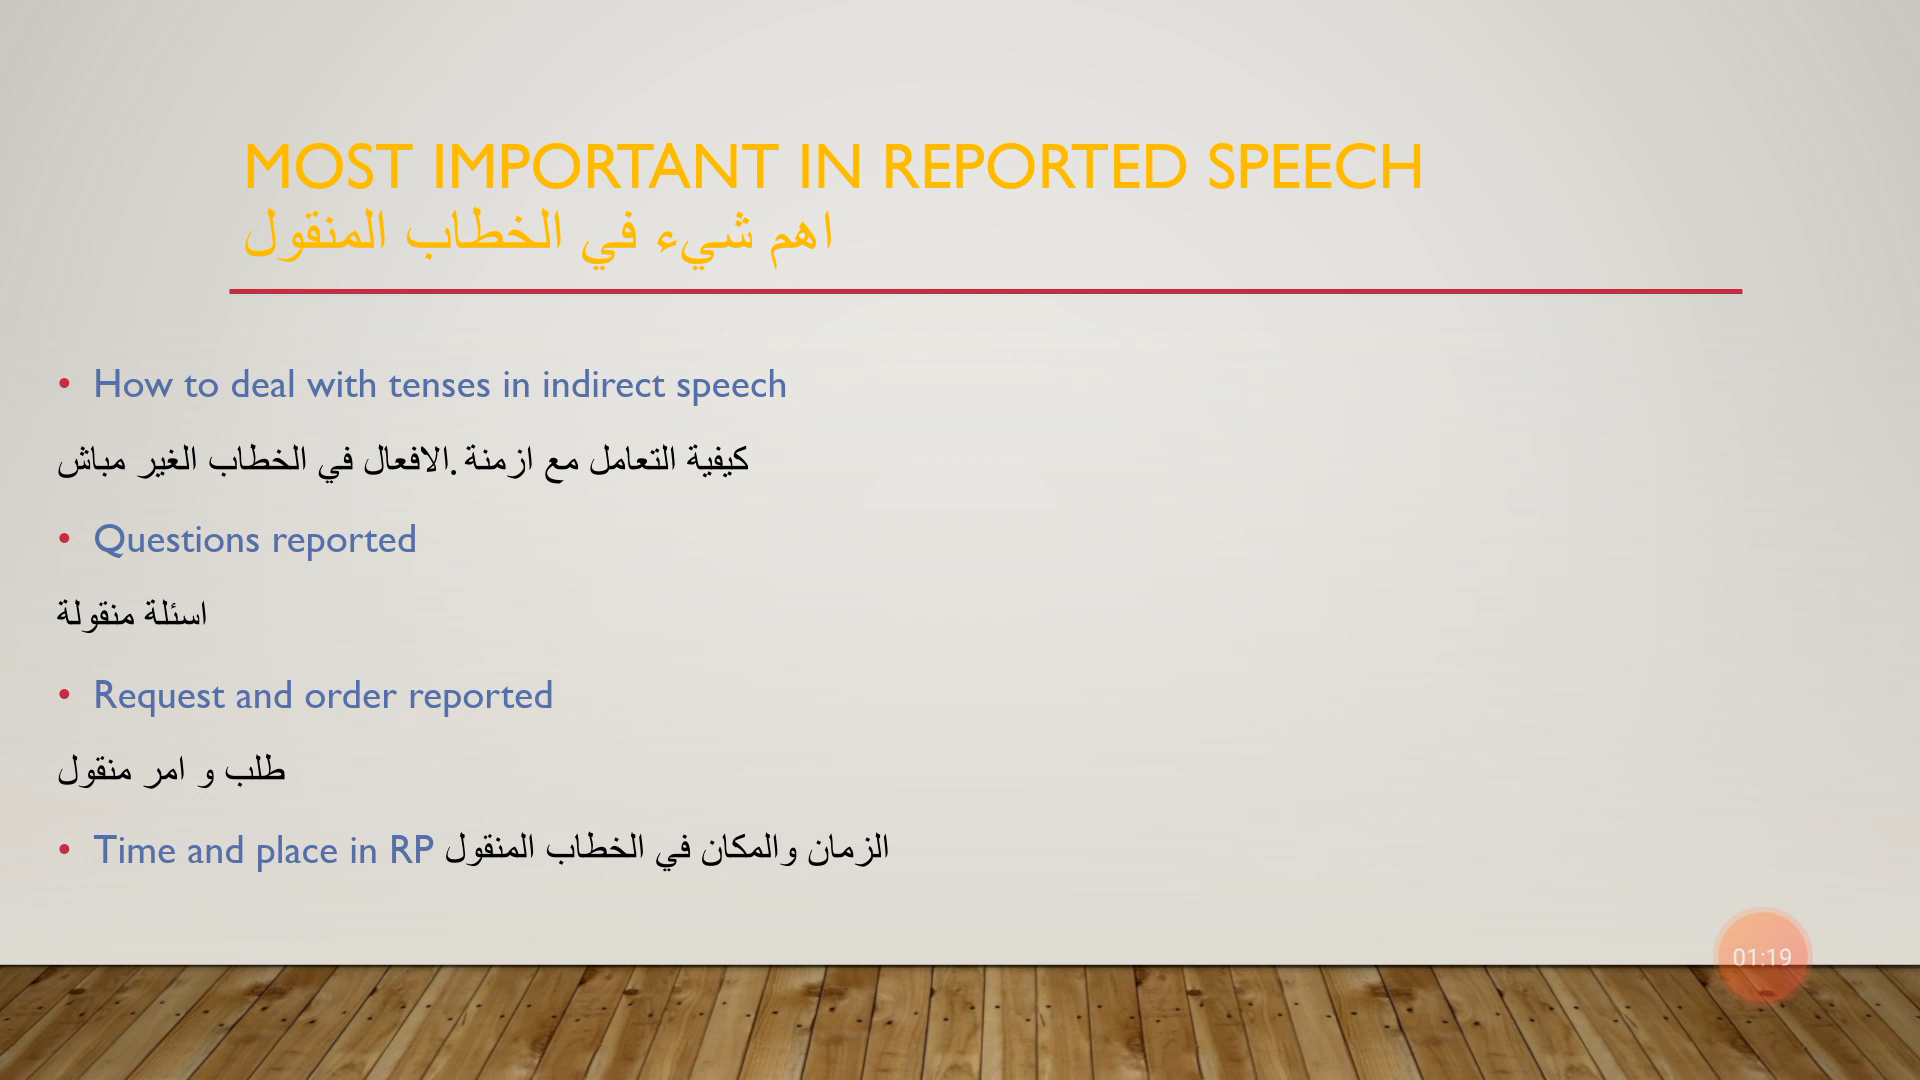 MOST IMPORTANT IN REPORTED SPEECH
اهم شيء في الخطاب المنقول
• How to deal with tenses in indirect speech
كيفية التعامل مع ازمنة .الافعال في الخطاب الغير مباش
• Questions reported
اسئلة منقولة
• Request and order reported
طلب و امر منقول
• Time and place in RP الزمان والمكان في الخطاب المنقول
01:19